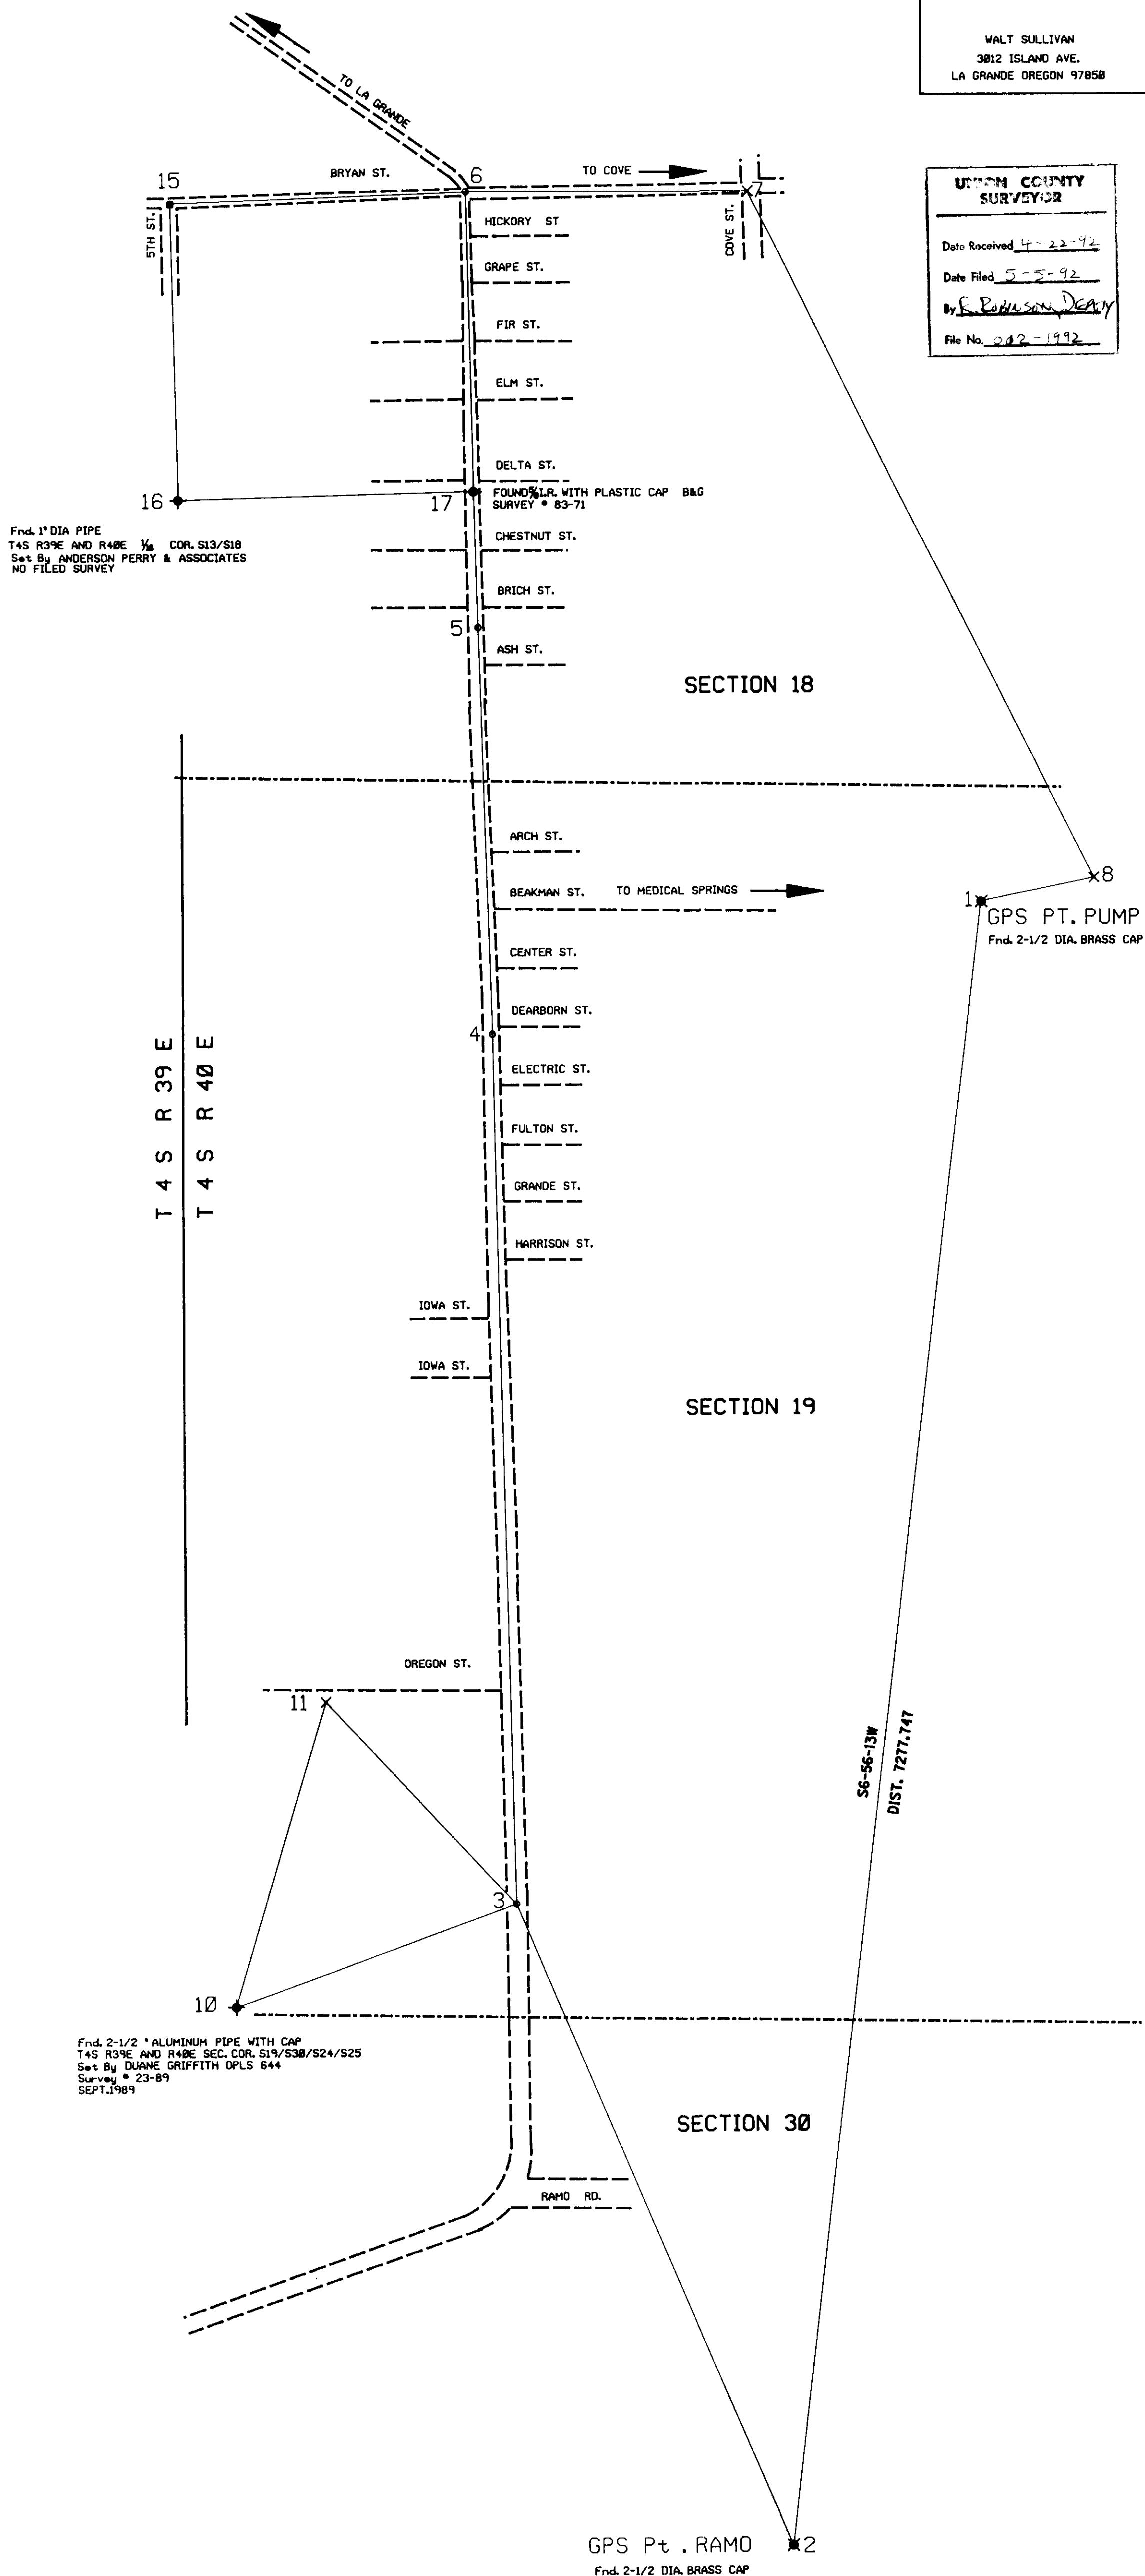 WALT SULLIVAN
3012 ISLAND AVE.
LA GRANDE OREGON 97850
TO LA GRANDE
UNION COUNTY
SURVEYOR
Date Received 4-22-92
Date Filed 5-5-92
By R. ROBINSON, DEPUTY
File No. 002-1992
15
BRYAN ST.
6
TO COVE
7
5TH ST.
COVE ST.
HICKORY ST
GRAPE ST.
FIR ST.
ELM ST.
DELTA ST.
16
17
FOUND 5/8 I.R. WITH PLASTIC CAP B&G
SURVEY * 83-71
Fnd. 1" DIA PIPE
T4S R39E AND R40E 1/16 COR. S13/S18
Set By ANDERSON PERRY & ASSOCIATES
NO FILED SURVEY
CHESTNUT ST.
BRICH ST.
5
ASH ST.
SECTION 18
ARCH ST.
BEAKMAN ST. TO MEDICAL SPRINGS
8
1
GPS PT. PUMP
Fnd. 2-1/2 DIA. BRASS CAP
CENTER ST.
DEARBORN ST.
4
ELECTRIC ST.
T 4 S R 39 E
T 4 S R 40 E
FULTON ST.
GRANDE ST.
HARRISON ST.
IOWA ST.
IOWA ST.
SECTION 19
OREGON ST.
11
S6-56-13W
DIST. 7277.747
3
10
Fnd. 2-1/2 " ALUMINUM PIPE WITH CAP
T4S R39E AND R40E SEC. COR. S19/S30/S24/S25
Set By DUANE GRIFFITH OPLS 644
Survey * 23-89
SEPT.1989
SECTION 30
RAMO RD.
GPS Pt . RAMO
2
Fnd. 2-1/2 DIA. BRASS CAP